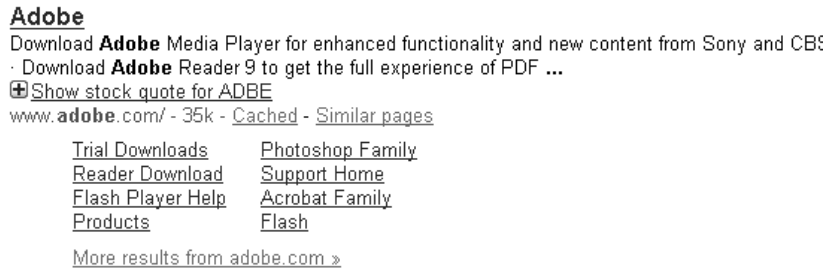 Adobe
Download Adobe Media Player for enhanced functionality and new content from Sony and CBS
· Download Adobe Reader 9 to get the full experience of PDF ...
Show stock quote for ADBE
www.adobe.com/ - 35k - Cached - Similar pages
Trial Downloads Photoshop Family
Reader Download Support Home
Flash Player Help Acrobat Family
Products Flash
More results from adobe.com »